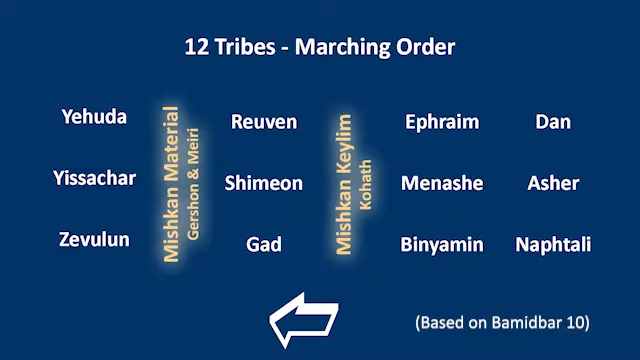 12 Tribes - Marching Order
Yehuda
Yissachar
Zevulun
Mishkan Material
Gershon & Meiri
Reuven
Shimeon
Gad
Mishkan Keylim
Kohath
Ephraim
Menashe
Binyamin
Dan
Asher
Naphtali
(Based on Bamidbar 10)